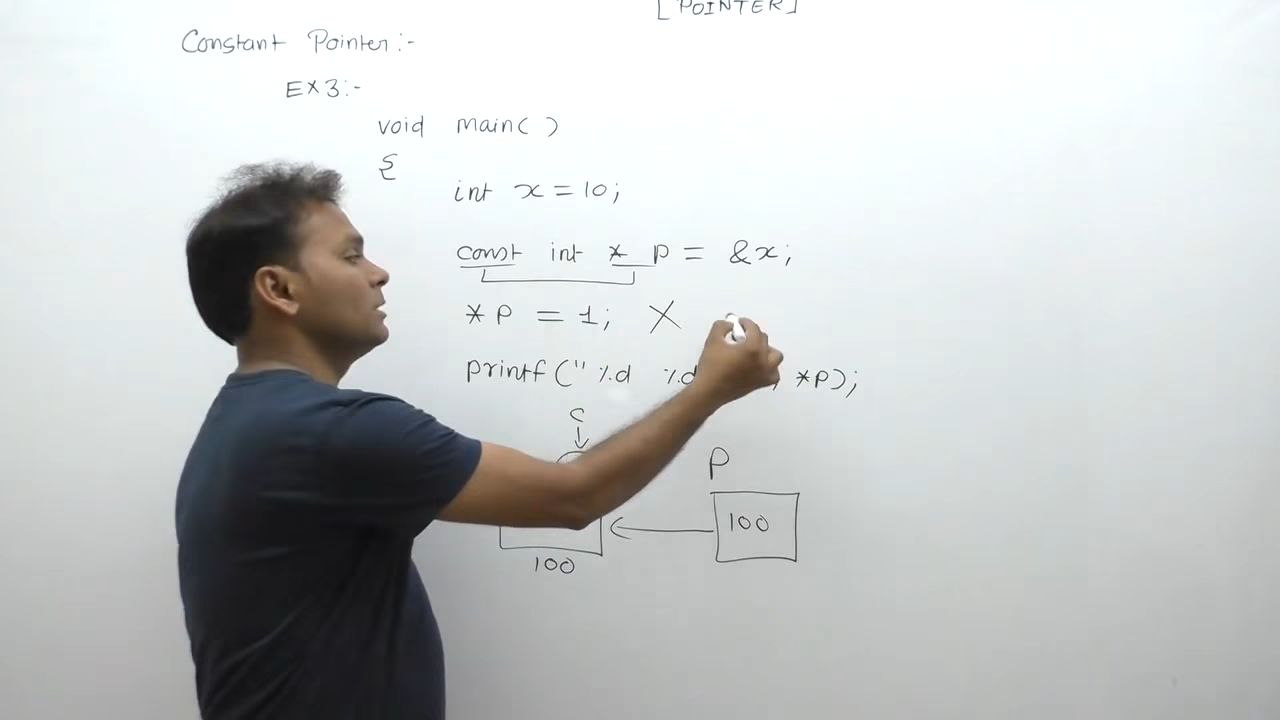 [POINTER]
Constant Pointer:-
EX3:-
void main( )
{
int x = 10;
const int * p = &x;
*p = 1; X
printf(" %d %d , *p);
C
P
100
100